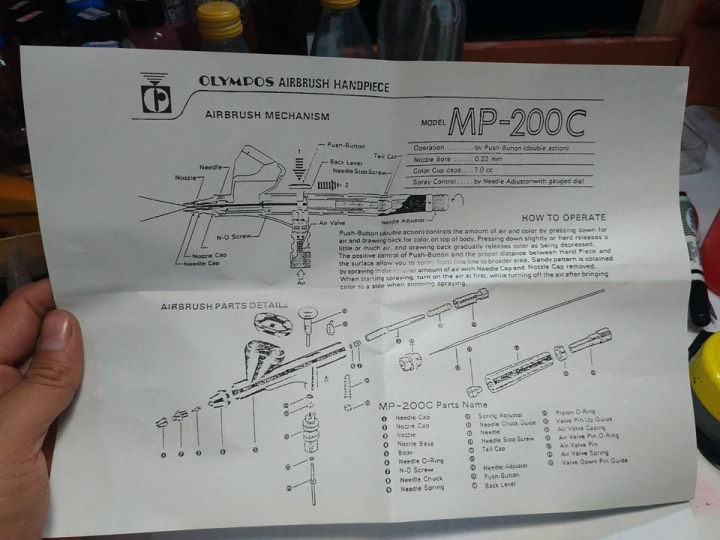 OLYMPOS AIRBRUSH HANDPIECE
AIRBRUSH MECHANISM
MODEL MP-200C
Operation ........by Push Button (double action)
Nozzle Bore ......0.23 mm
Color Cup capa....7.0 cc
Spray Control.....by Needle Adjustor with gauged dial
1
Push-Button
Back Lever
Needle Stop Screw
Tail Cap
2
Needle
Nozzle
N-O Screw
Air Valve
Needle Adjustor
Nozzle Cap
Needle Cap
Air
HOW TO OPERATE
Push-Button (double action) controls the amount of air and color by pressing down for
air and drawing back for color on top of body. Pressing down slightly or hard releases a
little or much air, and drawing back gradually releases color as being depressed.
The positive control of Push-Button and the proper distance between Hand Piece and
the surface allow you to spray from fine line to broader area. Sandy pattern is obtained
by spraying in the amount of air with Needle Cap and Nozzle Cap removed.
When starting spraying, turn on the air at first, while turning off the air after bringing
color to a stop when stopping spraying.
AIRBRUSH PARTS DETAILS
MP-200C Parts Name
Needle Cap
Nozzle Cap
Nozzle
Nozzle Base
Body
Needle O-Ring
N-O Screw
Needle Chuck
Needle Spring
Spring Adjustor
Needle Chuck Guide
Needle
Needle Stop Screw
Tail Cap
Needle Adjustor
Push-Button
Back Lever
Piston O-Ring
Valve Pin Up Guide
Air Valve Casing
Air Valve Pin O-Ring
Air Valve Pin
Air Valve Spring
Valve Down Pin Guide